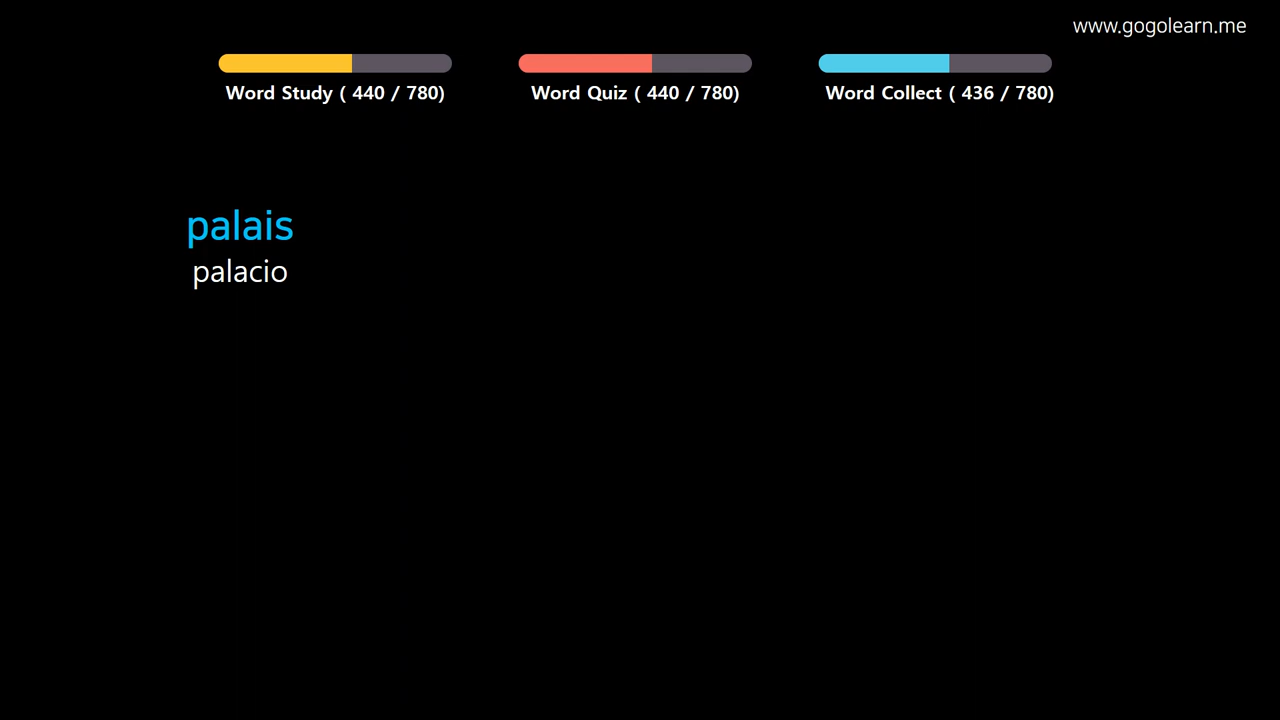 www.gogolearn.me
Word Study ( 440 / 780)
Word Quiz ( 440 / 780)
Word Collect ( 436 / 780)
palais
palacio